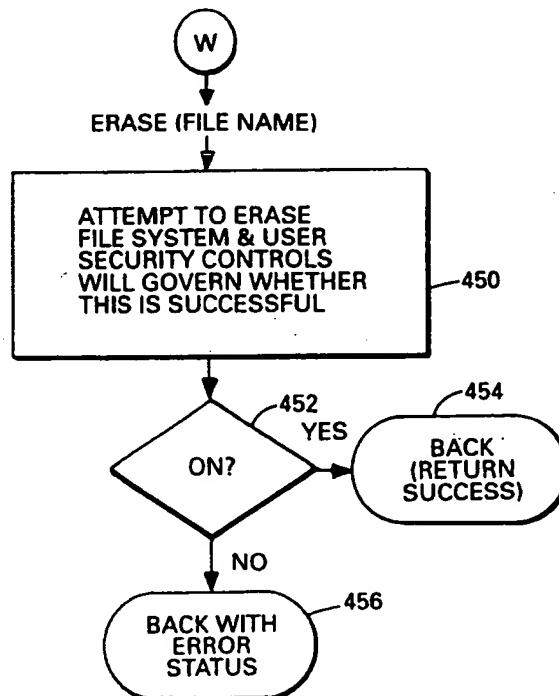 W
ERASE (FILE NAME)
ATTEMPT TO ERASE
FILE SYSTEM & USER
SECURITY CONTROLS
WILL GOVERN WHETHER
THIS IS SUCCESSFUL
450
452
ON?
YES
454
BACK
(RETURN
SUCCESS)
NO
456
BACK WITH
ERROR
STATUS